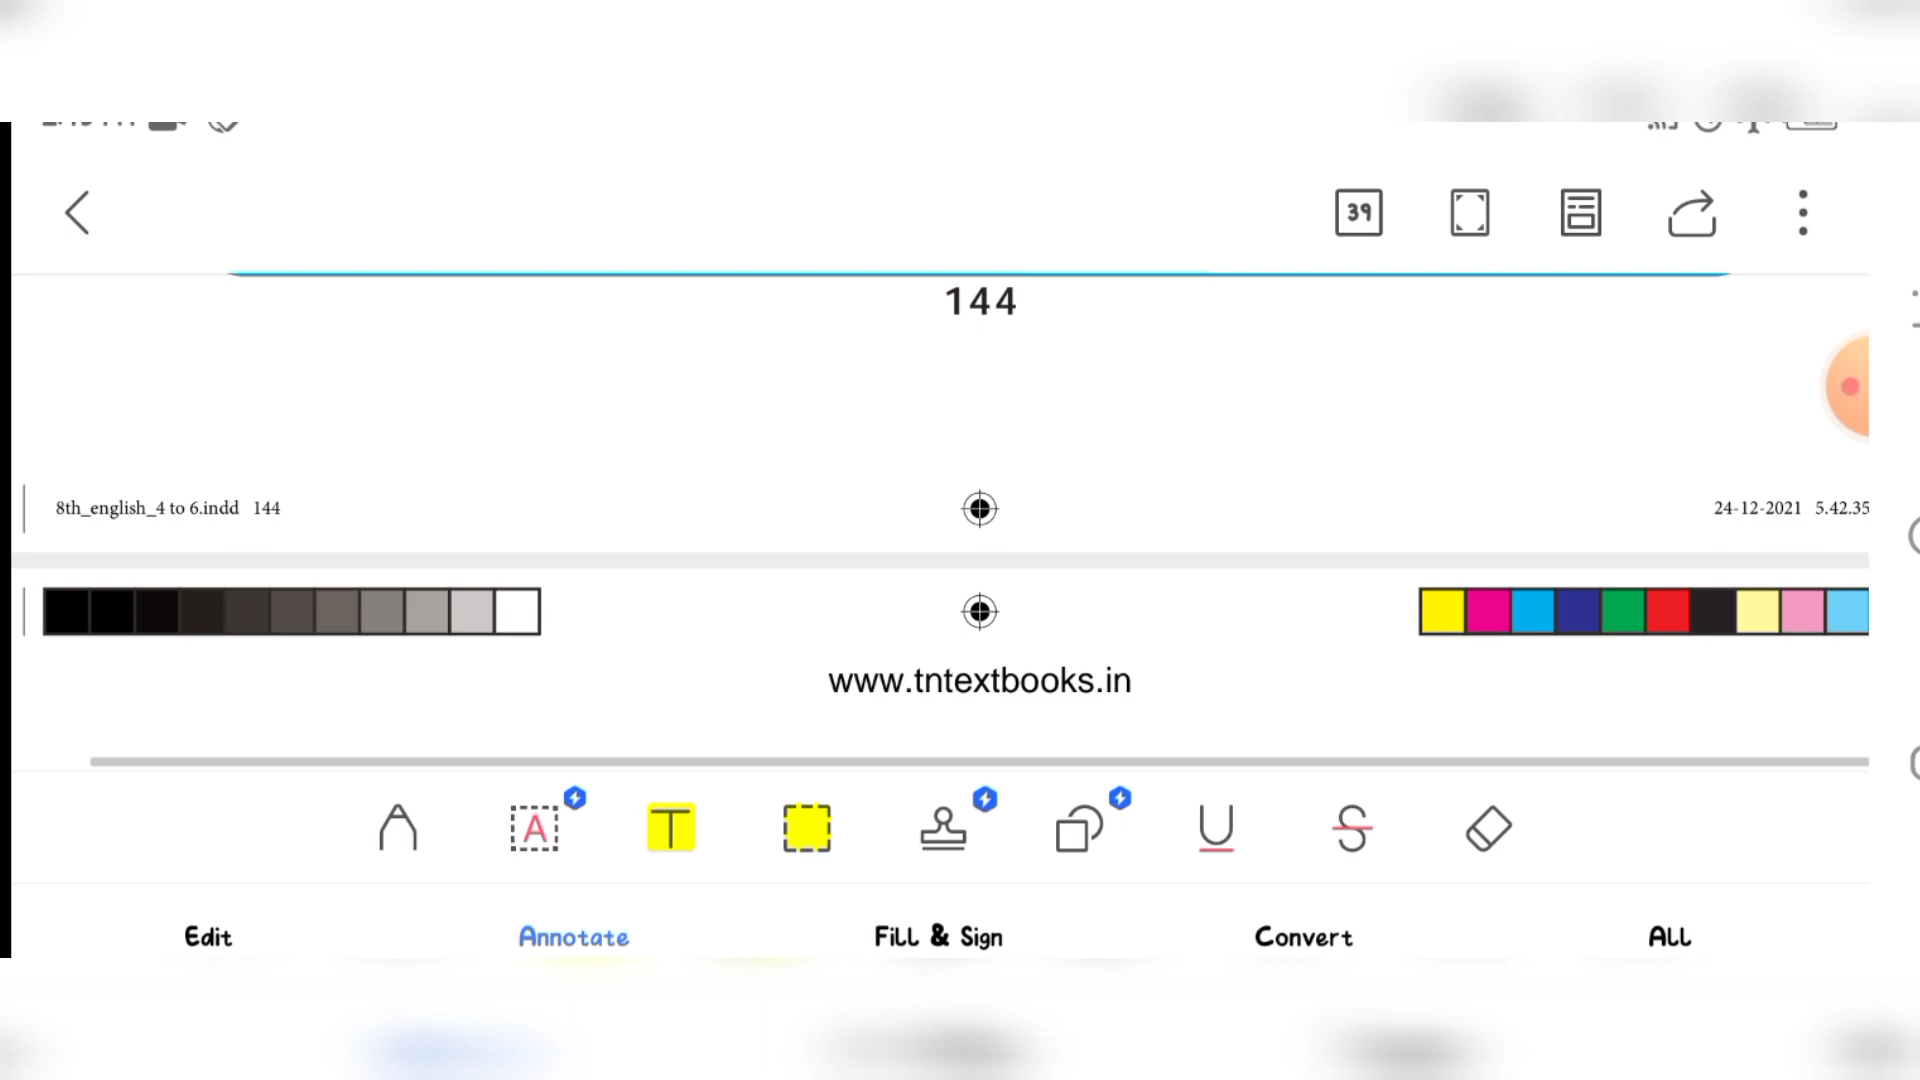 39
144
8th_english_4 to 6.indd 144
24-12-2021 5.42.35
www.tntextbooks.in
A
T
U
S
Edit
Annotate
Fill & Sign
Convert
All